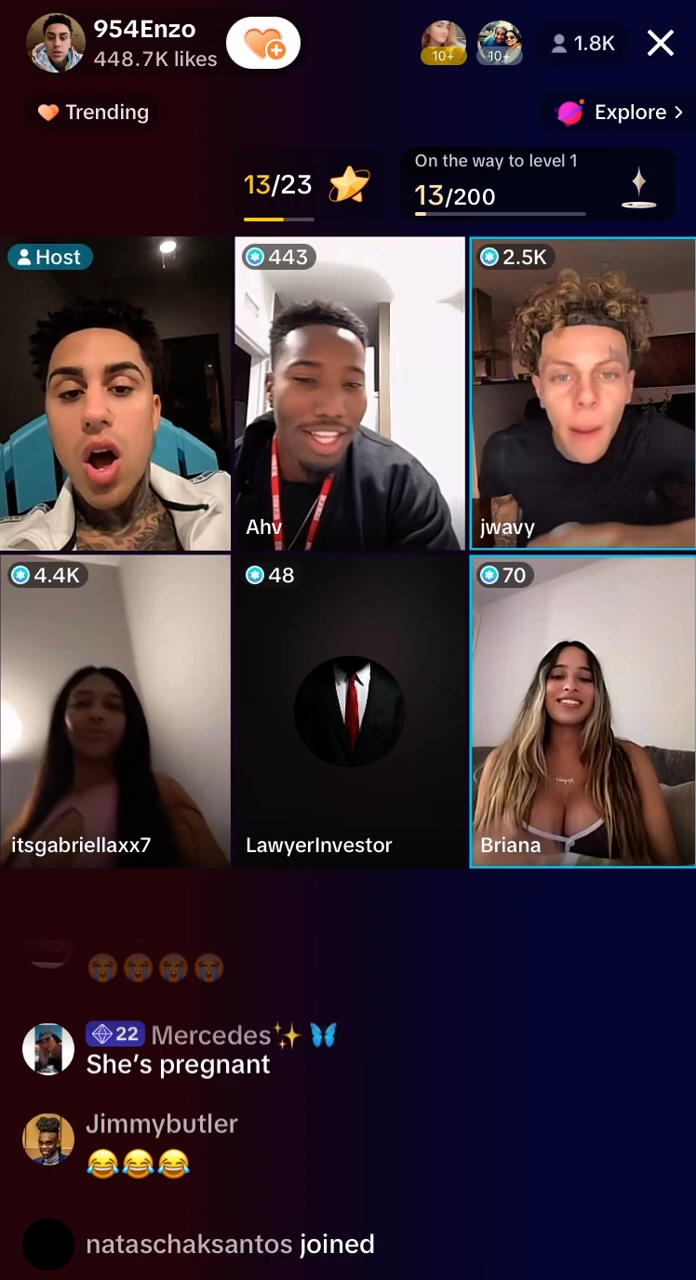 954Enzo
448.7K likes
10+
10+
1.8K
Trending
Explore >
13/23
On the way to level 1
13/200
Host
443
2.5K
Ahv
jwavy
4.4K
48
70
itsgabriellaxx7
LawyerInvestor
Briana
😭😭😭😭
22 Mercedes✨🦋
She's pregnant
Jimmybutler
😂😂😂
nataschaksantos joined